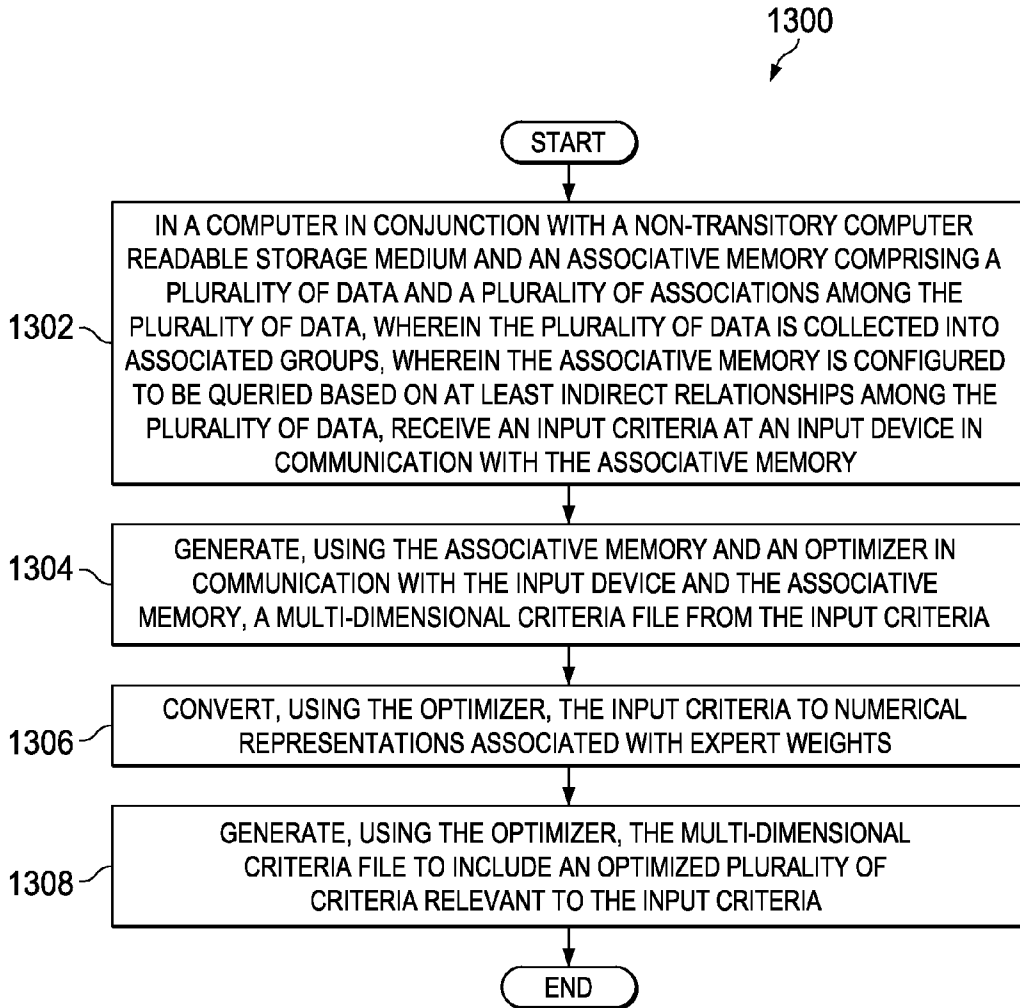 1300
START
IN A COMPUTER IN CONJUNCTION WITH A NON-TRANSITORY COMPUTER
READABLE STORAGE MEDIUM AND AN ASSOCIATIVE MEMORY COMPRISING A
PLURALITY OF DATA AND A PLURALITY OF ASSOCIATIONS AMONG THE
PLURALITY OF DATA, WHEREIN THE PLURALITY OF DATA IS COLLECTED INTO
ASSOCIATED GROUPS, WHEREIN THE ASSOCIATIVE MEMORY IS CONFIGURED
TO BE QUERIED BASED ON AT LEAST INDIRECT RELATIONSHIPS AMONG THE
PLURALITY OF DATA, RECEIVE AN INPUT CRITERIA AT AN INPUT DEVICE IN
COMMUNICATION WITH THE ASSOCIATIVE MEMORY
1302
GENERATE, USING THE ASSOCIATIVE MEMORY AND AN OPTIMIZER IN
COMMUNICATION WITH THE INPUT DEVICE AND THE ASSOCIATIVE
MEMORY, A MULTI-DIMENSIONAL CRITERIA FILE FROM THE INPUT CRITERIA
1304
CONVERT, USING THE OPTIMIZER, THE INPUT CRITERIA TO NUMERICAL
REPRESENTATIONS ASSOCIATED WITH EXPERT WEIGHTS
1306
GENERATE, USING THE OPTIMIZER, THE MULTI-DIMENSIONAL
CRITERIA FILE TO INCLUDE AN OPTIMIZED PLURALITY OF
CRITERIA RELEVANT TO THE INPUT CRITERIA
1308
END